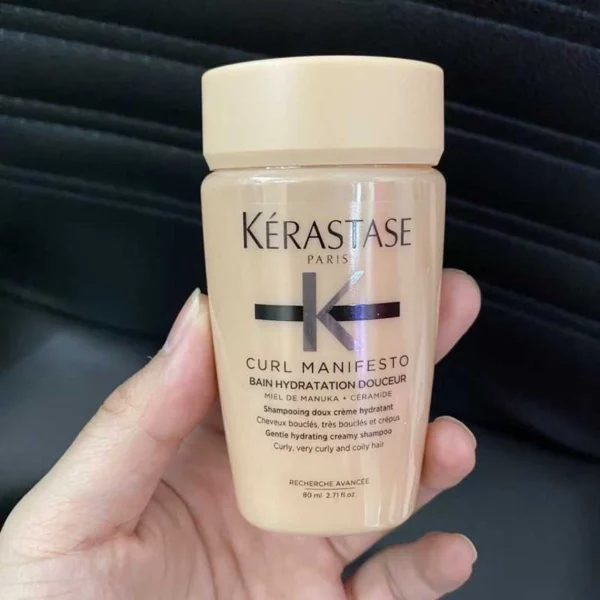 KÉRASTASE
PARIS
K
CURL MANIFESTO
BAIN HYDRATATION DOUCEUR
MIEL DE MANUKA + CÉRAMIDE
Shampooing doux crème hydratant
Cheveux bouclés, très bouclés et crépus
Gentle hydrating creamy shampoo
Curly, very curly and coily hair
RECHERCHE AVANCÉE
80 ml 2.71 fl.oz